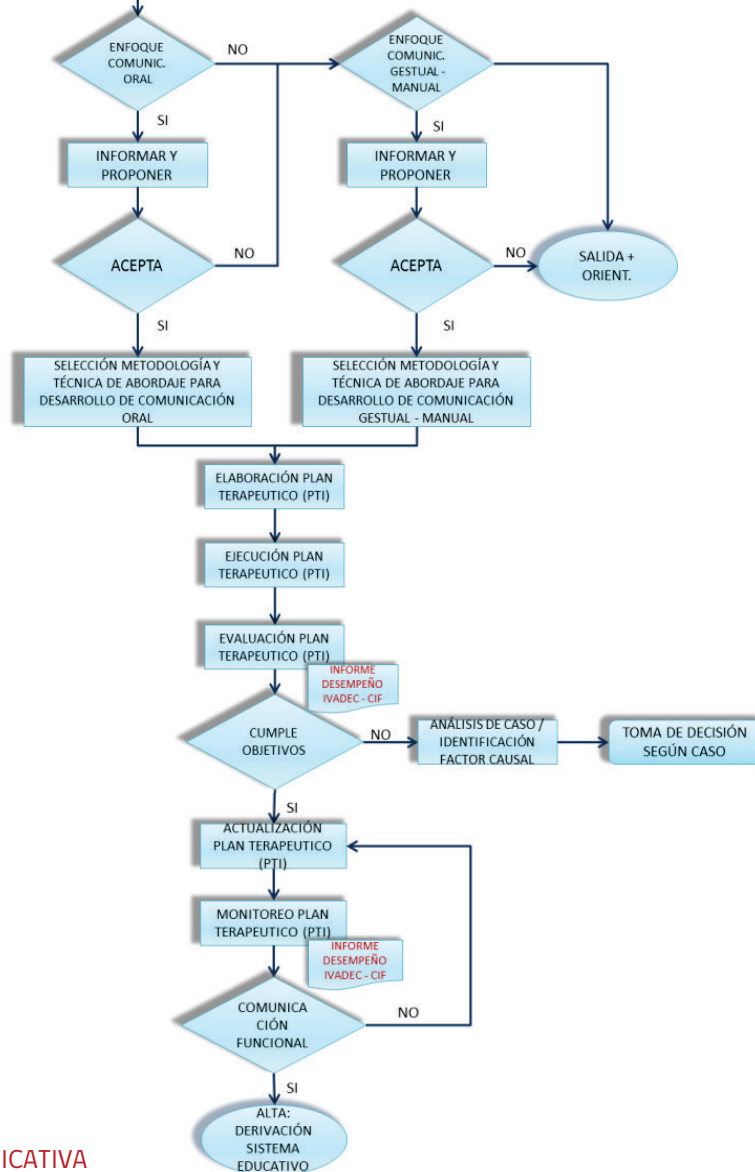 ENFOQUE
COMUNIC.
ORAL
NO
ENFOQUE
COMUNIC.
GESTUAL -
MANUAL
SI
SI
INFORMAR Y
PROPONER
INFORMAR Y
PROPONER
ACEPTA
NO
ACEPTA
NO
SALIDA +
ORIENT.
SI
SI
SELECCIÓN METODOLOGÍA Y
TÉCNICA DE ABORDAJE PARA
DESARROLLO DE COMUNICACIÓN
ORAL
SELECCIÓN METODOLOGÍA Y
TÉCNICA DE ABORDAJE PARA
DESARROLLO DE COMUNICACIÓN
GESTUAL - MANUAL
ELABORACIÓN PLAN
TERAPEUTICO (PTI)
EJECUCIÓN PLAN
TERAPEUTICO (PTI)
EVALUACIÓN PLAN
TERAPEUTICO (PTI)
INFORME
DESEMPEÑO
IVADEC - CIF
CUMPLE
OBJETIVOS
NO
ANÁLISIS DE CASO /
IDENTIFICACIÓN
FACTOR CAUSAL
TOMA DE DECISIÓN
SEGÚN CASO
SI
ACTUALIZACIÓN
PLAN TERAPEUTICO
(PTI)
MONITOREO PLAN
TERAPEUTICO (PTI)
INFORME
DESEMPEÑO
IVADEC - CIF
COMUNICA
CIÓN
FUNCIONAL
NO
SI
ALTA:
DERIVACIÓN
SISTEMA
EDUCATIVO
ICATIVA